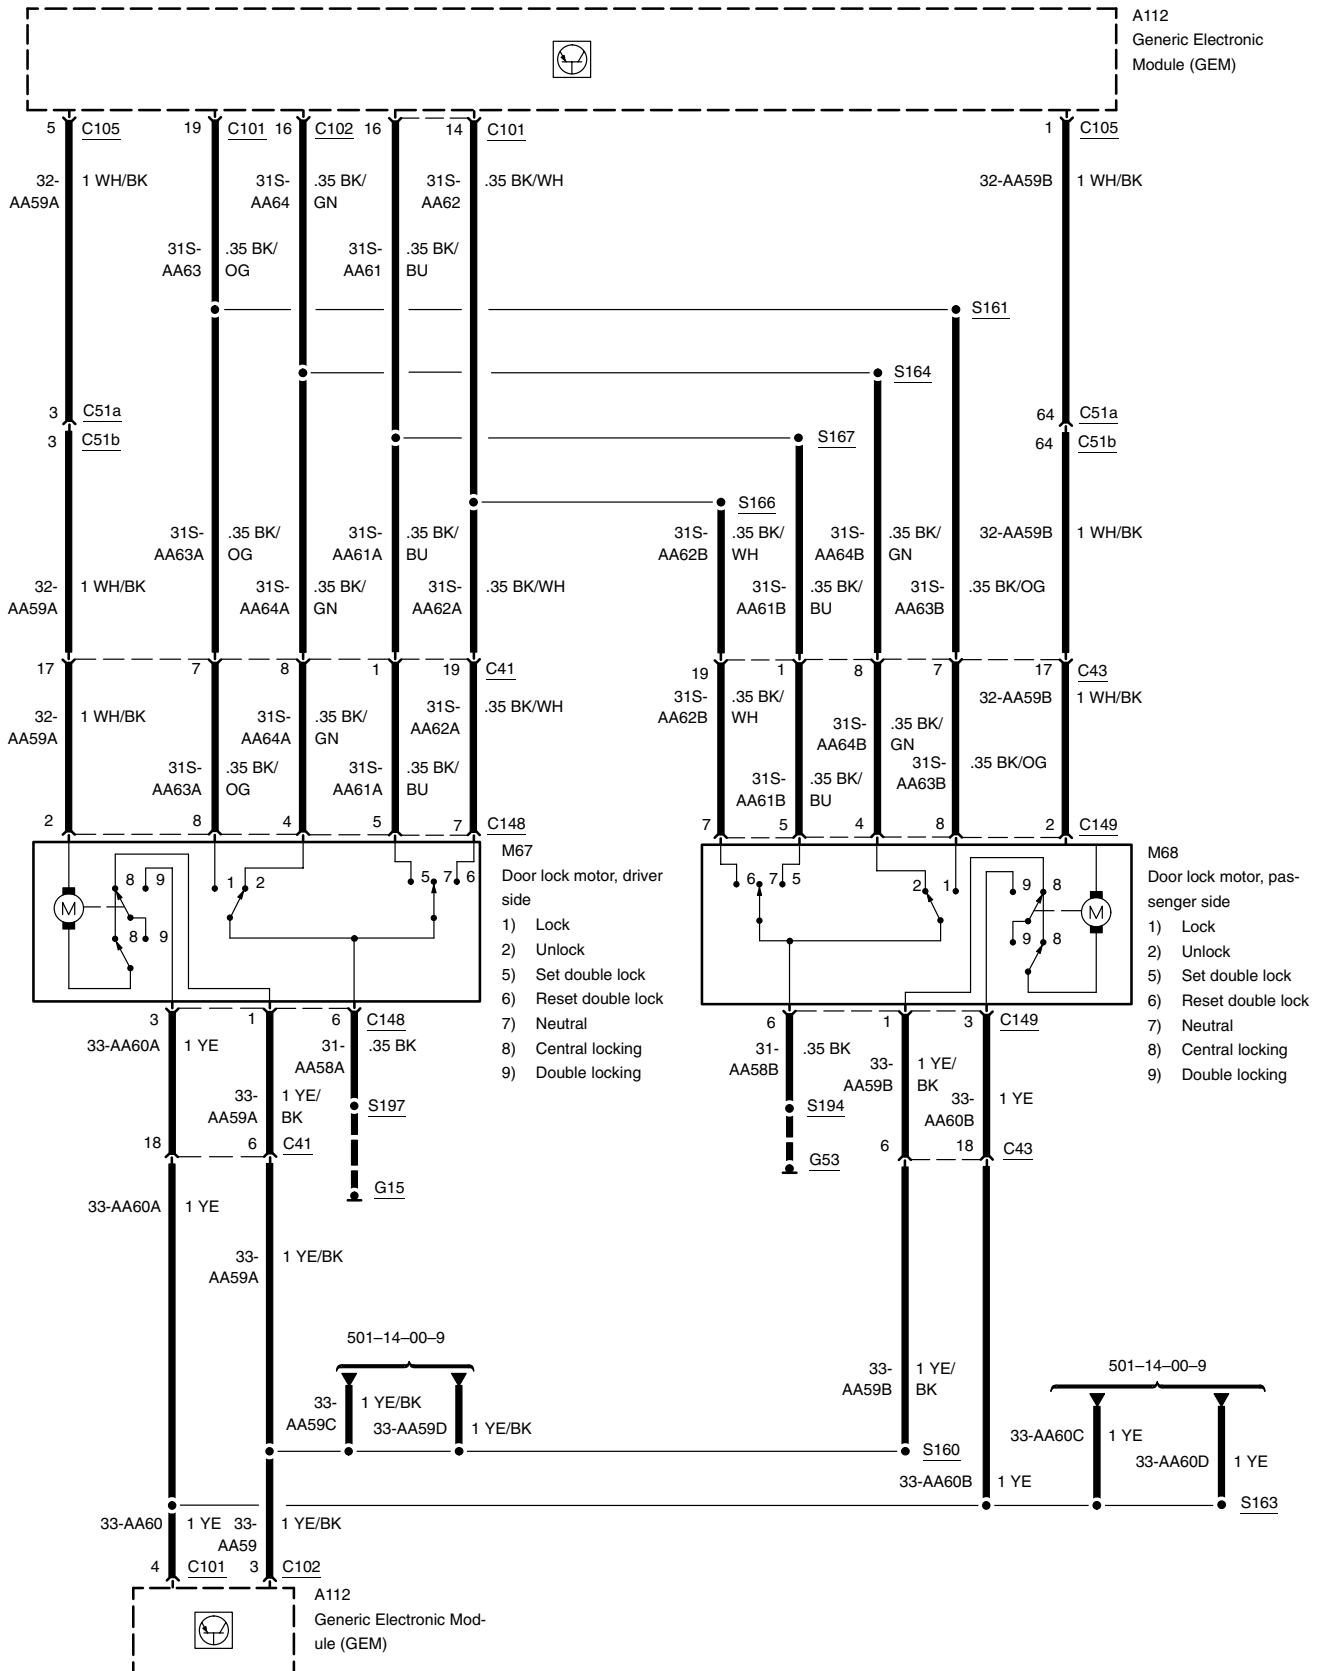 A112
Generic Electronic
Module (GEM)
5 C105 19 C101 16 C102 16 14 C101 1 C105
32- 1 WH/BK 31S- .35 BK/ 31S- .35 BK/WH 32-AA59B 1 WH/BK
AA59A AA64 GN AA62
31S- .35 BK/ 31S- .35 BK/
AA63 OG AA61 BU
S161
S164
3 C51a 64 C51a
3 C51b S167 64 C51b
S166
31S- .35 BK/ 31S- .35 BK/ 31S- .35 BK/ 31S- .35 BK/ 32-AA59B 1 WH/BK
AA63A OG AA61A BU AA62B WH AA64B GN
32- 1 WH/BK 31S- .35 BK/ 31S- .35 BK/WH 31S- .35 BK/ 31S- .35 BK/OG
AA59A AA64A GN AA62A AA61B BU AA63B
17 7 8 1 19 C41 19 1 8 7 17 C43
32- 1 WH/BK 31S- .35 BK/ 31S- .35 BK/WH 31S- .35 BK/ 32-AA59B 1 WH/BK
AA59A AA64A GN AA62A AA62B WH 31S- .35 BK/
AA64B GN
31S- .35 BK/ 31S- .35 BK/ 31S- .35 BK/ 31S- .35 BK/OG
AA63A OG AA61A BU AA61B BU AA63B
2 8 4 5 7 C148 7 5 4 8 2 C149
M67
Door lock motor, driver
side
1) Lock
2) Unlock
5) Set double lock
6) Reset double lock
7) Neutral
8) Central locking
9) Double locking
M68
Door lock motor, pas-
senger side
1) Lock
2) Unlock
5) Set double lock
6) Reset double lock
7) Neutral
8) Central locking
9) Double locking
8 9 1 2 5 7 6
M
8 9
6 7 5 2 1 9 8
M
9 8
3 1 6 C148 6 1 3 C149
33-AA60A 1 YE 31- .35 BK 31- .35 BK
AA58A AA58B 33- 1 YE/
AA59B BK
33- 1 YE/ S197 33- 1 YE
AA59A BK AA60B
S194
18 6 C41 6 18 C43
G15 G53
33-AA60A 1 YE
33- 1 YE/BK
AA59A
501–14–00–9 501–14–00–9
33- 1 YE/BK 33- 1 YE/
AA59C AA59B BK
33-AA59D 1 YE/BK 33-AA60C 1 YE
S160 33-AA60D 1 YE
33-AA60B 1 YE
S163
33-AA60 1 YE 33- 1 YE/BK
AA59
4 C101 3 C102
A112
Generic Electronic Mod-
ule (GEM)